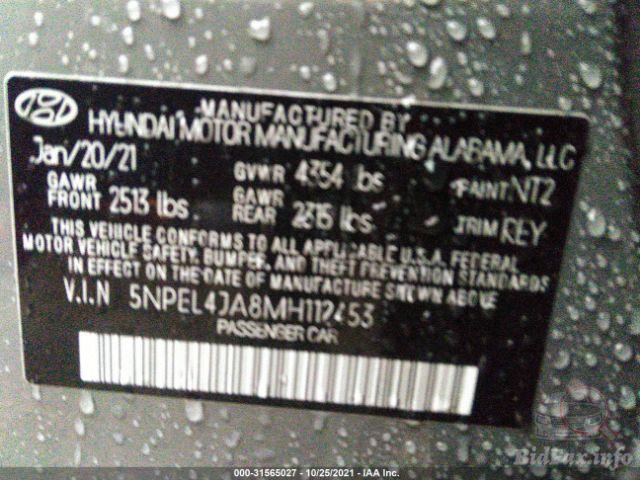 MANUFACTURED BY
HYUNDAI MOTOR MANUFACTURING ALABAMA, LLC
Jan/20/21 GVWR 4354 lbs PAINT NT2
GAWR FRONT 2513 lbs GAWR REAR 2315 lbs TRIM KEY
THIS VEHICLE CONFORMS TO ALL APPLICABLE U.S.A. FEDERAL
MOTOR VEHICLE SAFETY, BUMPER, AND THEFT PREVENTION STANDARDS
IN EFFECT ON THE DATE OF MANUFACTURE SHOWN ABOVE.
V.I.N 5NPEL4JA8MH112453
PASSENGER CAR
000-31565027 - 10/25/2021 - IAA Inc.
BidFax.info